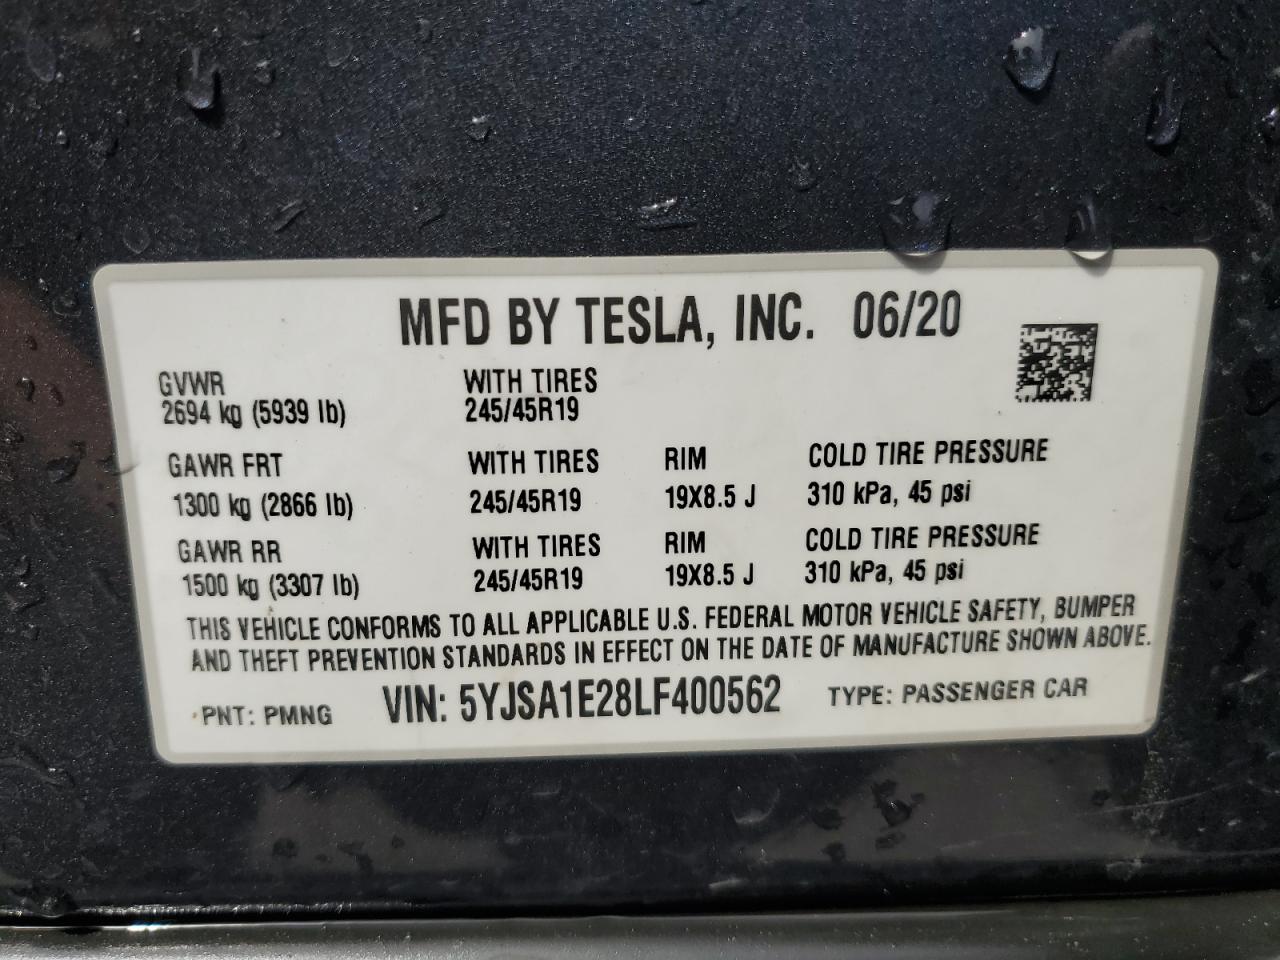 MFD BY TESLA, INC. 06/20
GVWR WITH TIRES
2694 kg (5939 lb) 245/45R19
GAWR FRT WITH TIRES RIM COLD TIRE PRESSURE
1300 kg (2866 lb) 245/45R19 19X8.5 J 310 kPa, 45 psi
GAWR RR WITH TIRES RIM COLD TIRE PRESSURE
1500 kg (3307 lb) 245/45R19 19X8.5 J 310 kPa, 45 psi
THIS VEHICLE CONFORMS TO ALL APPLICABLE U.S. FEDERAL MOTOR VEHICLE SAFETY, BUMPER
AND THEFT PREVENTION STANDARDS IN EFFECT ON THE DATE OF MANUFACTURE SHOWN ABOVE.
PNT: PMNG VIN: 5YJSA1E28LF400562 TYPE: PASSENGER CAR